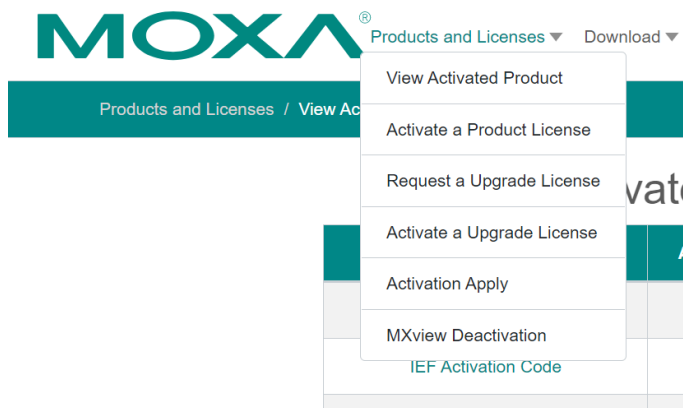 MOXA®
Products and Licenses ▼ Download ▼
View Activated Product
Products and Licenses / View Ac
Activate a Product License
Request a Upgrade License
Activate a Upgrade License
Activation Apply
MXview Deactivation
IEF Activation Code